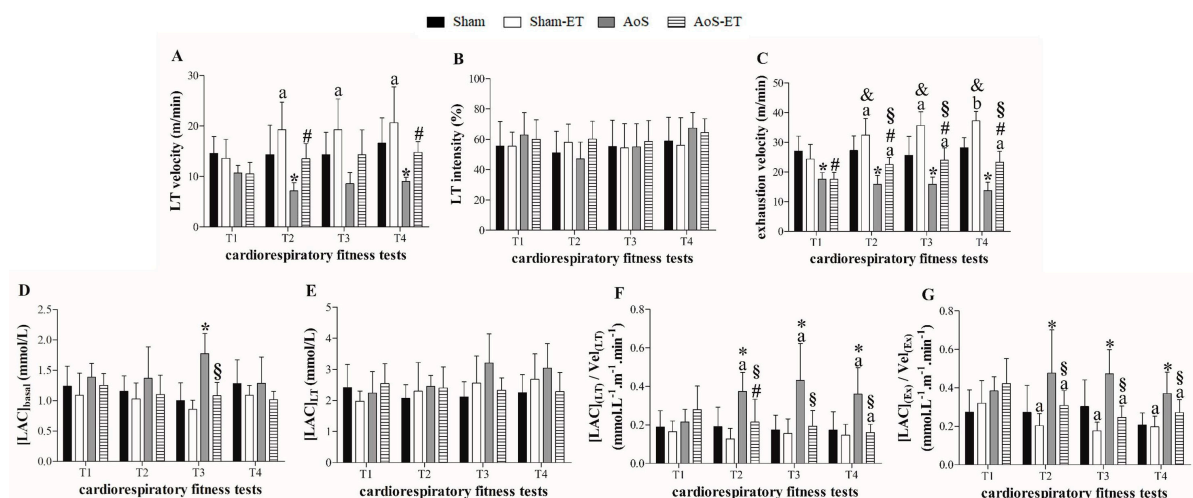 Sham Sham-ET AoS AoS-ET
A
LT velocity (m/min)
30
20
10
0
a a a
# #
* *
T1 T2 T3 T4
cardiorespiratory fitness tests
B
LT intensity (%)
100
80
60
40
20
0
T1 T2 T3 T4
cardiorespiratory fitness tests
C
exhaustion velocity (m/min)
50
40
30
20
10
0
* #
& a * § # a
& a * § # a
& b * § # a
T1 T2 T3 T4
cardiorespiratory fitness tests
D
[LAC]basal (mmol/L)
2.5
2.0
1.5
1.0
0.5
0.0
* §
T1 T2 T3 T4
cardiorespiratory fitness tests
E
[LAC]LT (mmol/L)
5
4
3
2
1
0
T1 T2 T3 T4
cardiorespiratory fitness tests
F
[LAC](LT) / Vel(LT)
(mmol.L-1.m-1.min-1)
0.8
0.6
0.4
0.2
0.0
* a § #
* a §
* a § a
T1 T2 T3 T4
cardiorespiratory fitness tests
G
[LAC](Ex) / Vel(Ex)
(mmol.L-1.m-1.min-1)
0.8
0.6
0.4
0.2
0.0
a * § a
a * § a
a * § a
T1 T2 T3 T4
cardiorespiratory fitness tests